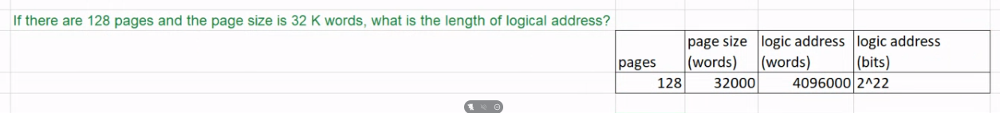 If there are 128 pages and the page size is 32 K words, what is the length of logical address?
page size logic address logic address
pages (words) (words) (bits)
128 32000 4096000 2^22